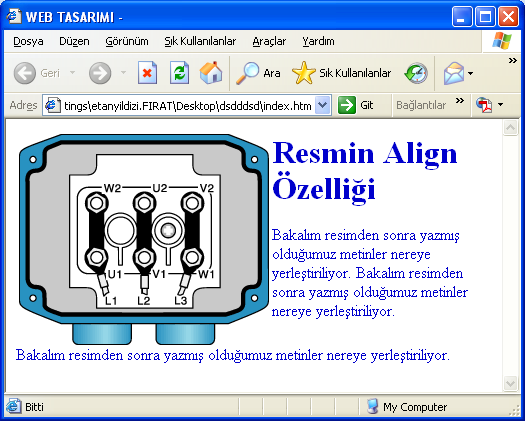 WEB TASARIMI -
Dosya Düzen Görünüm Sık Kullanılanlar Araçlar Yardım
Geri Ara Sık Kullanılanlar
Adres tings\etanyildizi.FIRAT\Desktop\dsdddsd\index.htm Git Bağlantılar
Resmin Align
Özelliği
W2 U2 V2
U1 V1 W1
L1 L2 L3
Bakalım resimden sonra yazmış
olduğumuz metinler nereye
yerleştiriliyor. Bakalım resimden
sonra yazmış olduğumuz metinler
nereye yerleştiriliyor.
Bakalım resimden sonra yazmış olduğumuz metinler nereye yerleştiriliyor.
Bitti My Computer